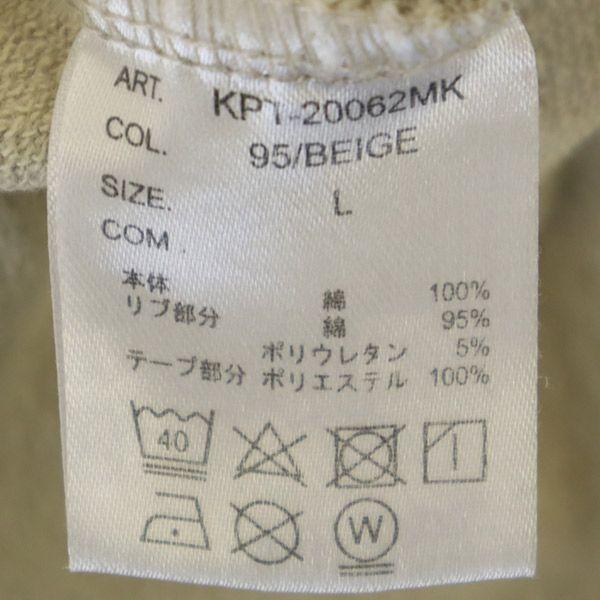 ART. KPT-20062MK
COL. 95/BEIGE
SIZE. L
COM
本体 綿 100%
リブ部分 綿 95%
ポリウレタン 5%
テープ部分 ポリエステル 100%
40
W